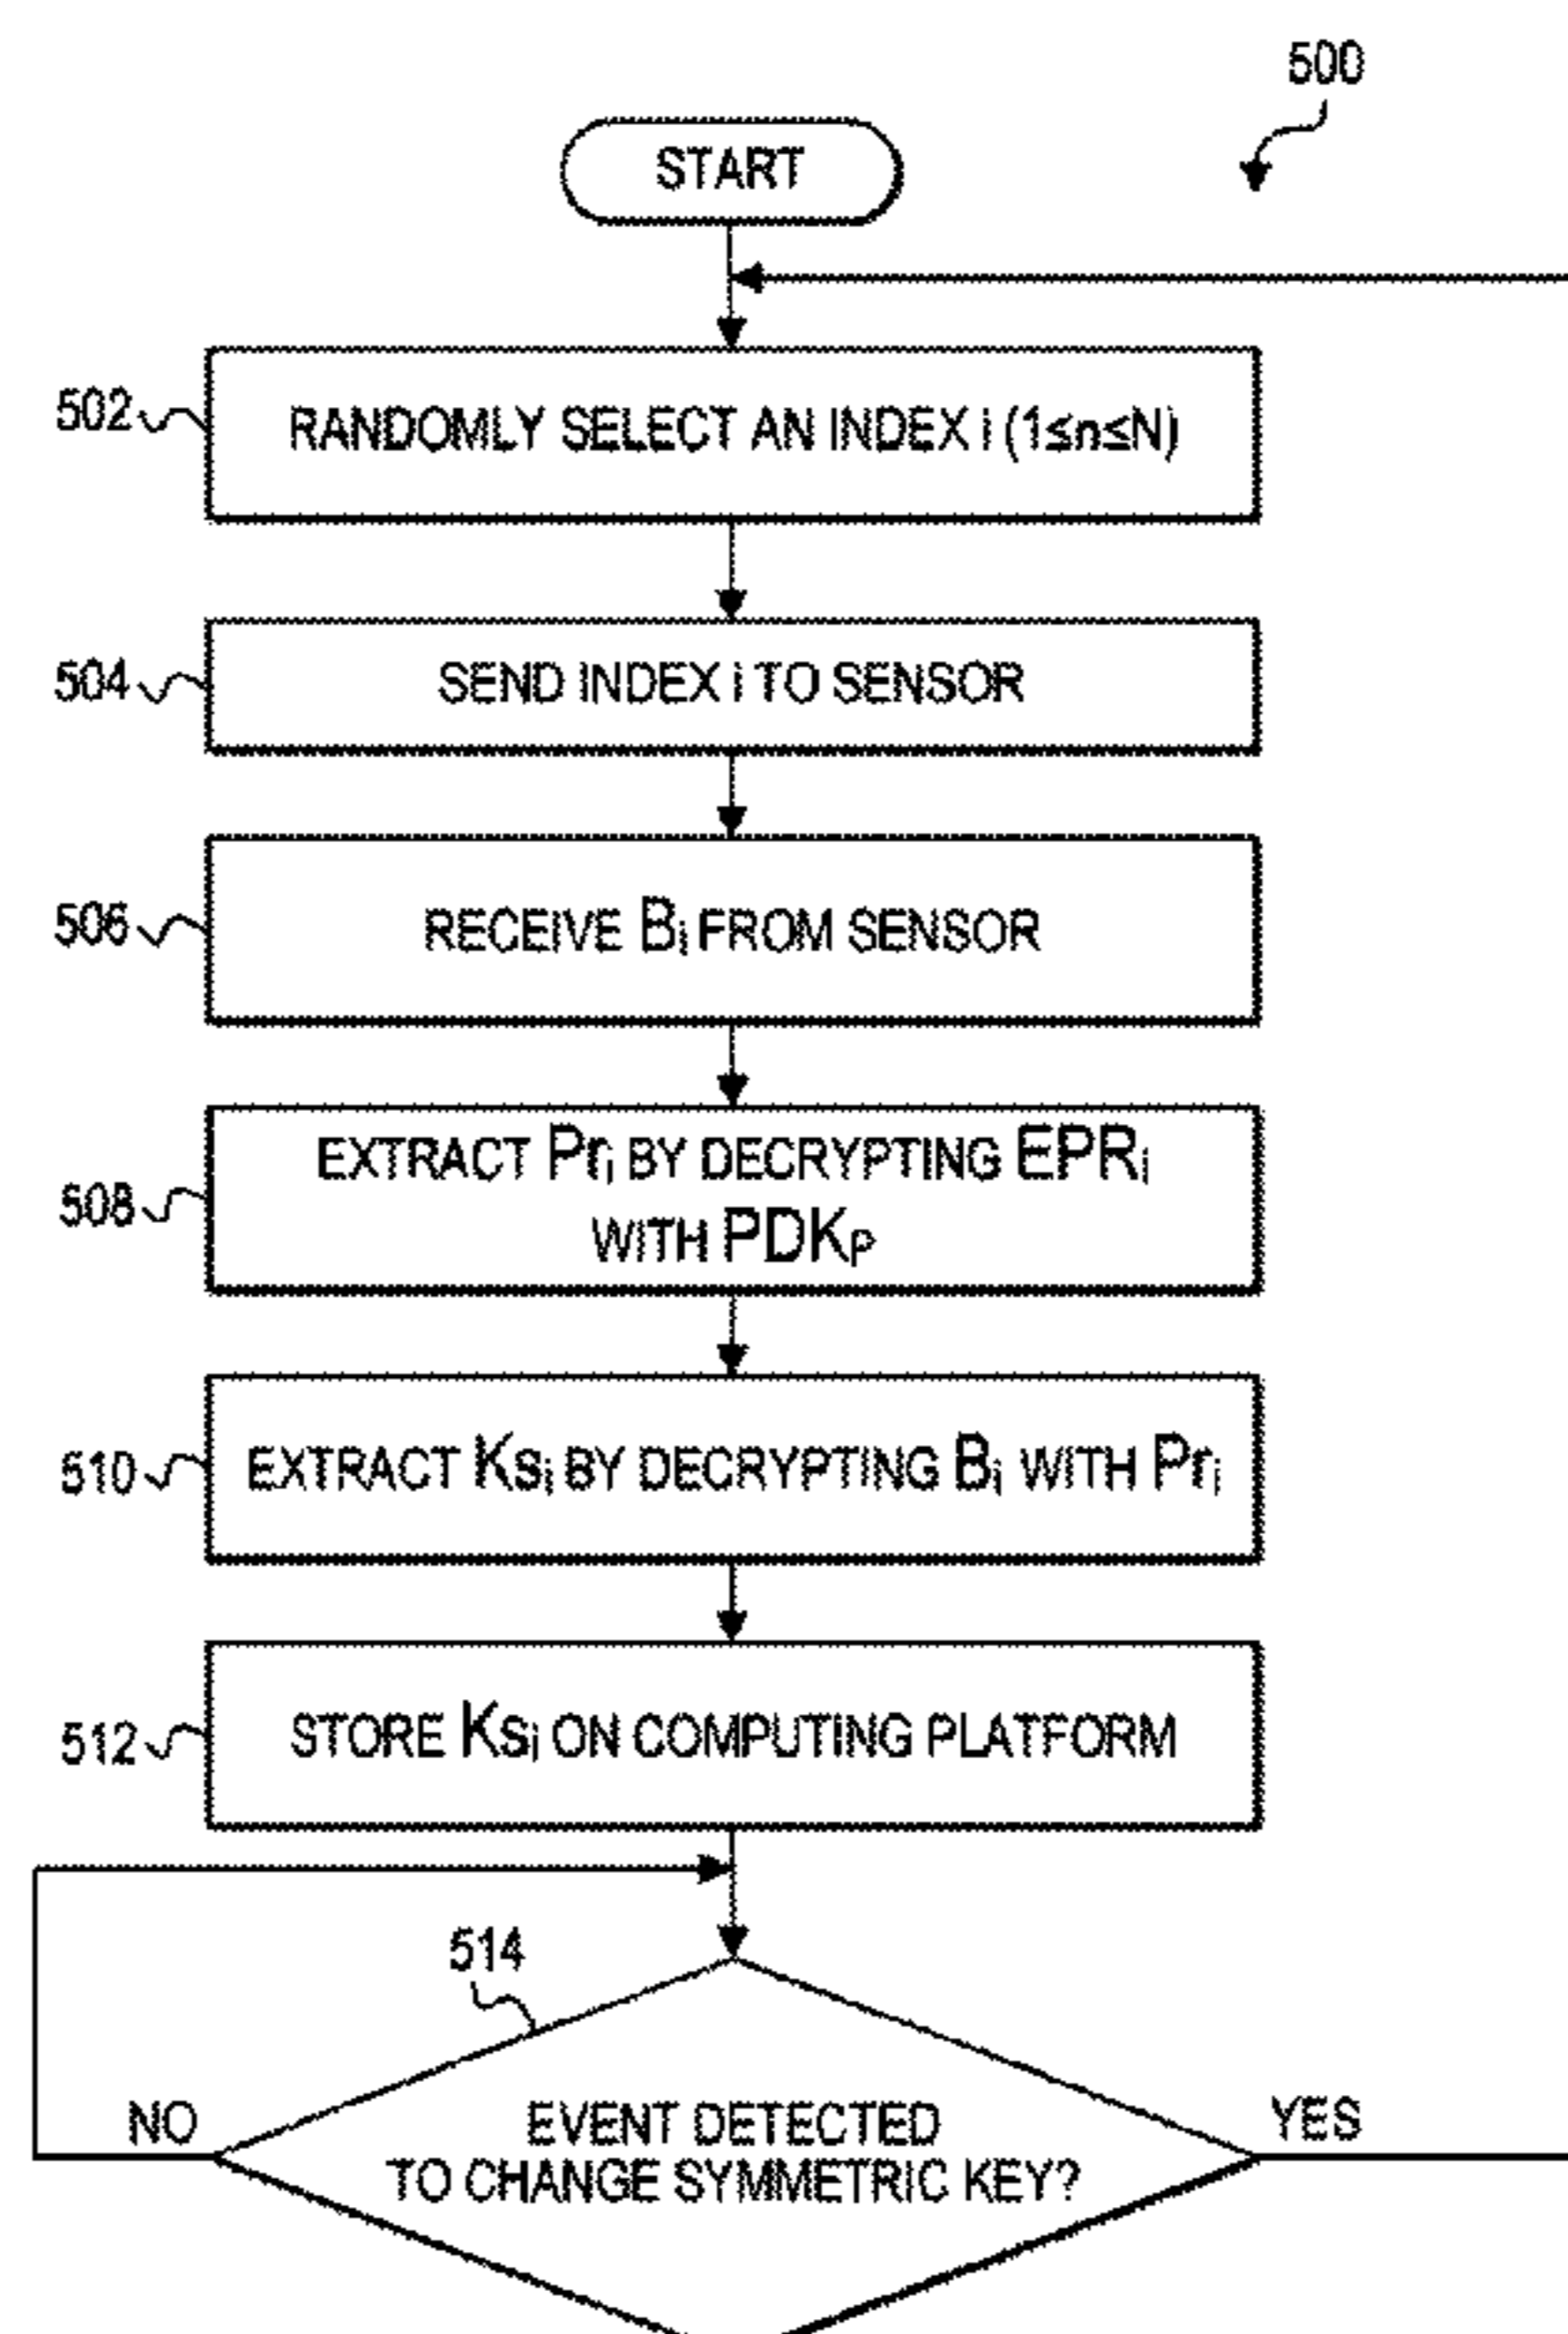 500
START
502
RANDOMLY SELECT AN INDEX i (1≤n≤N)
504
SEND INDEX i TO SENSOR
506
RECEIVE Bi FROM SENSOR
508
EXTRACT Pri BY DECRYPTING EPRi
WITH PDKP
510
EXTRACT Ksi BY DECRYPTING Bi WITH Pri
512
STORE Ksi ON COMPUTING PLATFORM
514
NO
EVENT DETECTED
TO CHANGE SYMMETRIC KEY?
YES